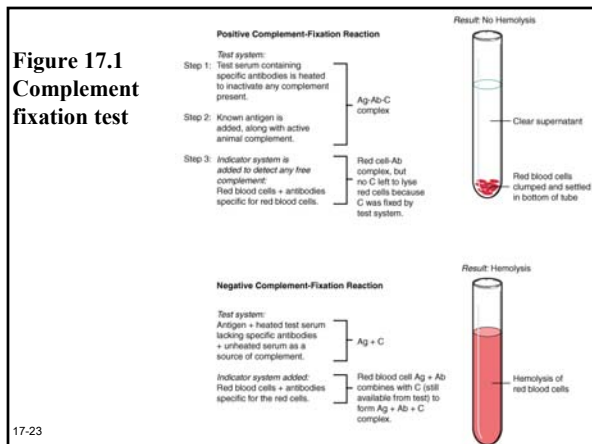 Figure 17.1
Complement
fixation test
Positive Complement-Fixation Reaction
Test system:
Step 1: Test serum containing
specific antibodies is heated
to inactivate any complement
present.
Step 2: Known antigen is
added, along with active
animal complement.
Ag-Ab-C
complex
Step 3: Indicator system is
added to detect any free
complement:
Red blood cells + antibodies
specific for red blood cells.
Red cell-Ab
complex, but
no C left to lyse
red cells because
C was fixed by
test system.
Result: No Hemolysis
Clear supernatant
Red blood cells
clumped and settled
in bottom of tube
Negative Complement-Fixation Reaction
Test system:
Antigen + heated test serum
lacking specific antibodies
+ unheated serum as a
source of complement.
Ag + C
Indicator system added:
Red blood cells + antibodies
specific for the red cells.
Red blood cell Ag + Ab
combines with C (still
available from test) to
form Ag + Ab + C
complex.
Result: Hemolysis
Hemolysis of
red blood cells
17-23